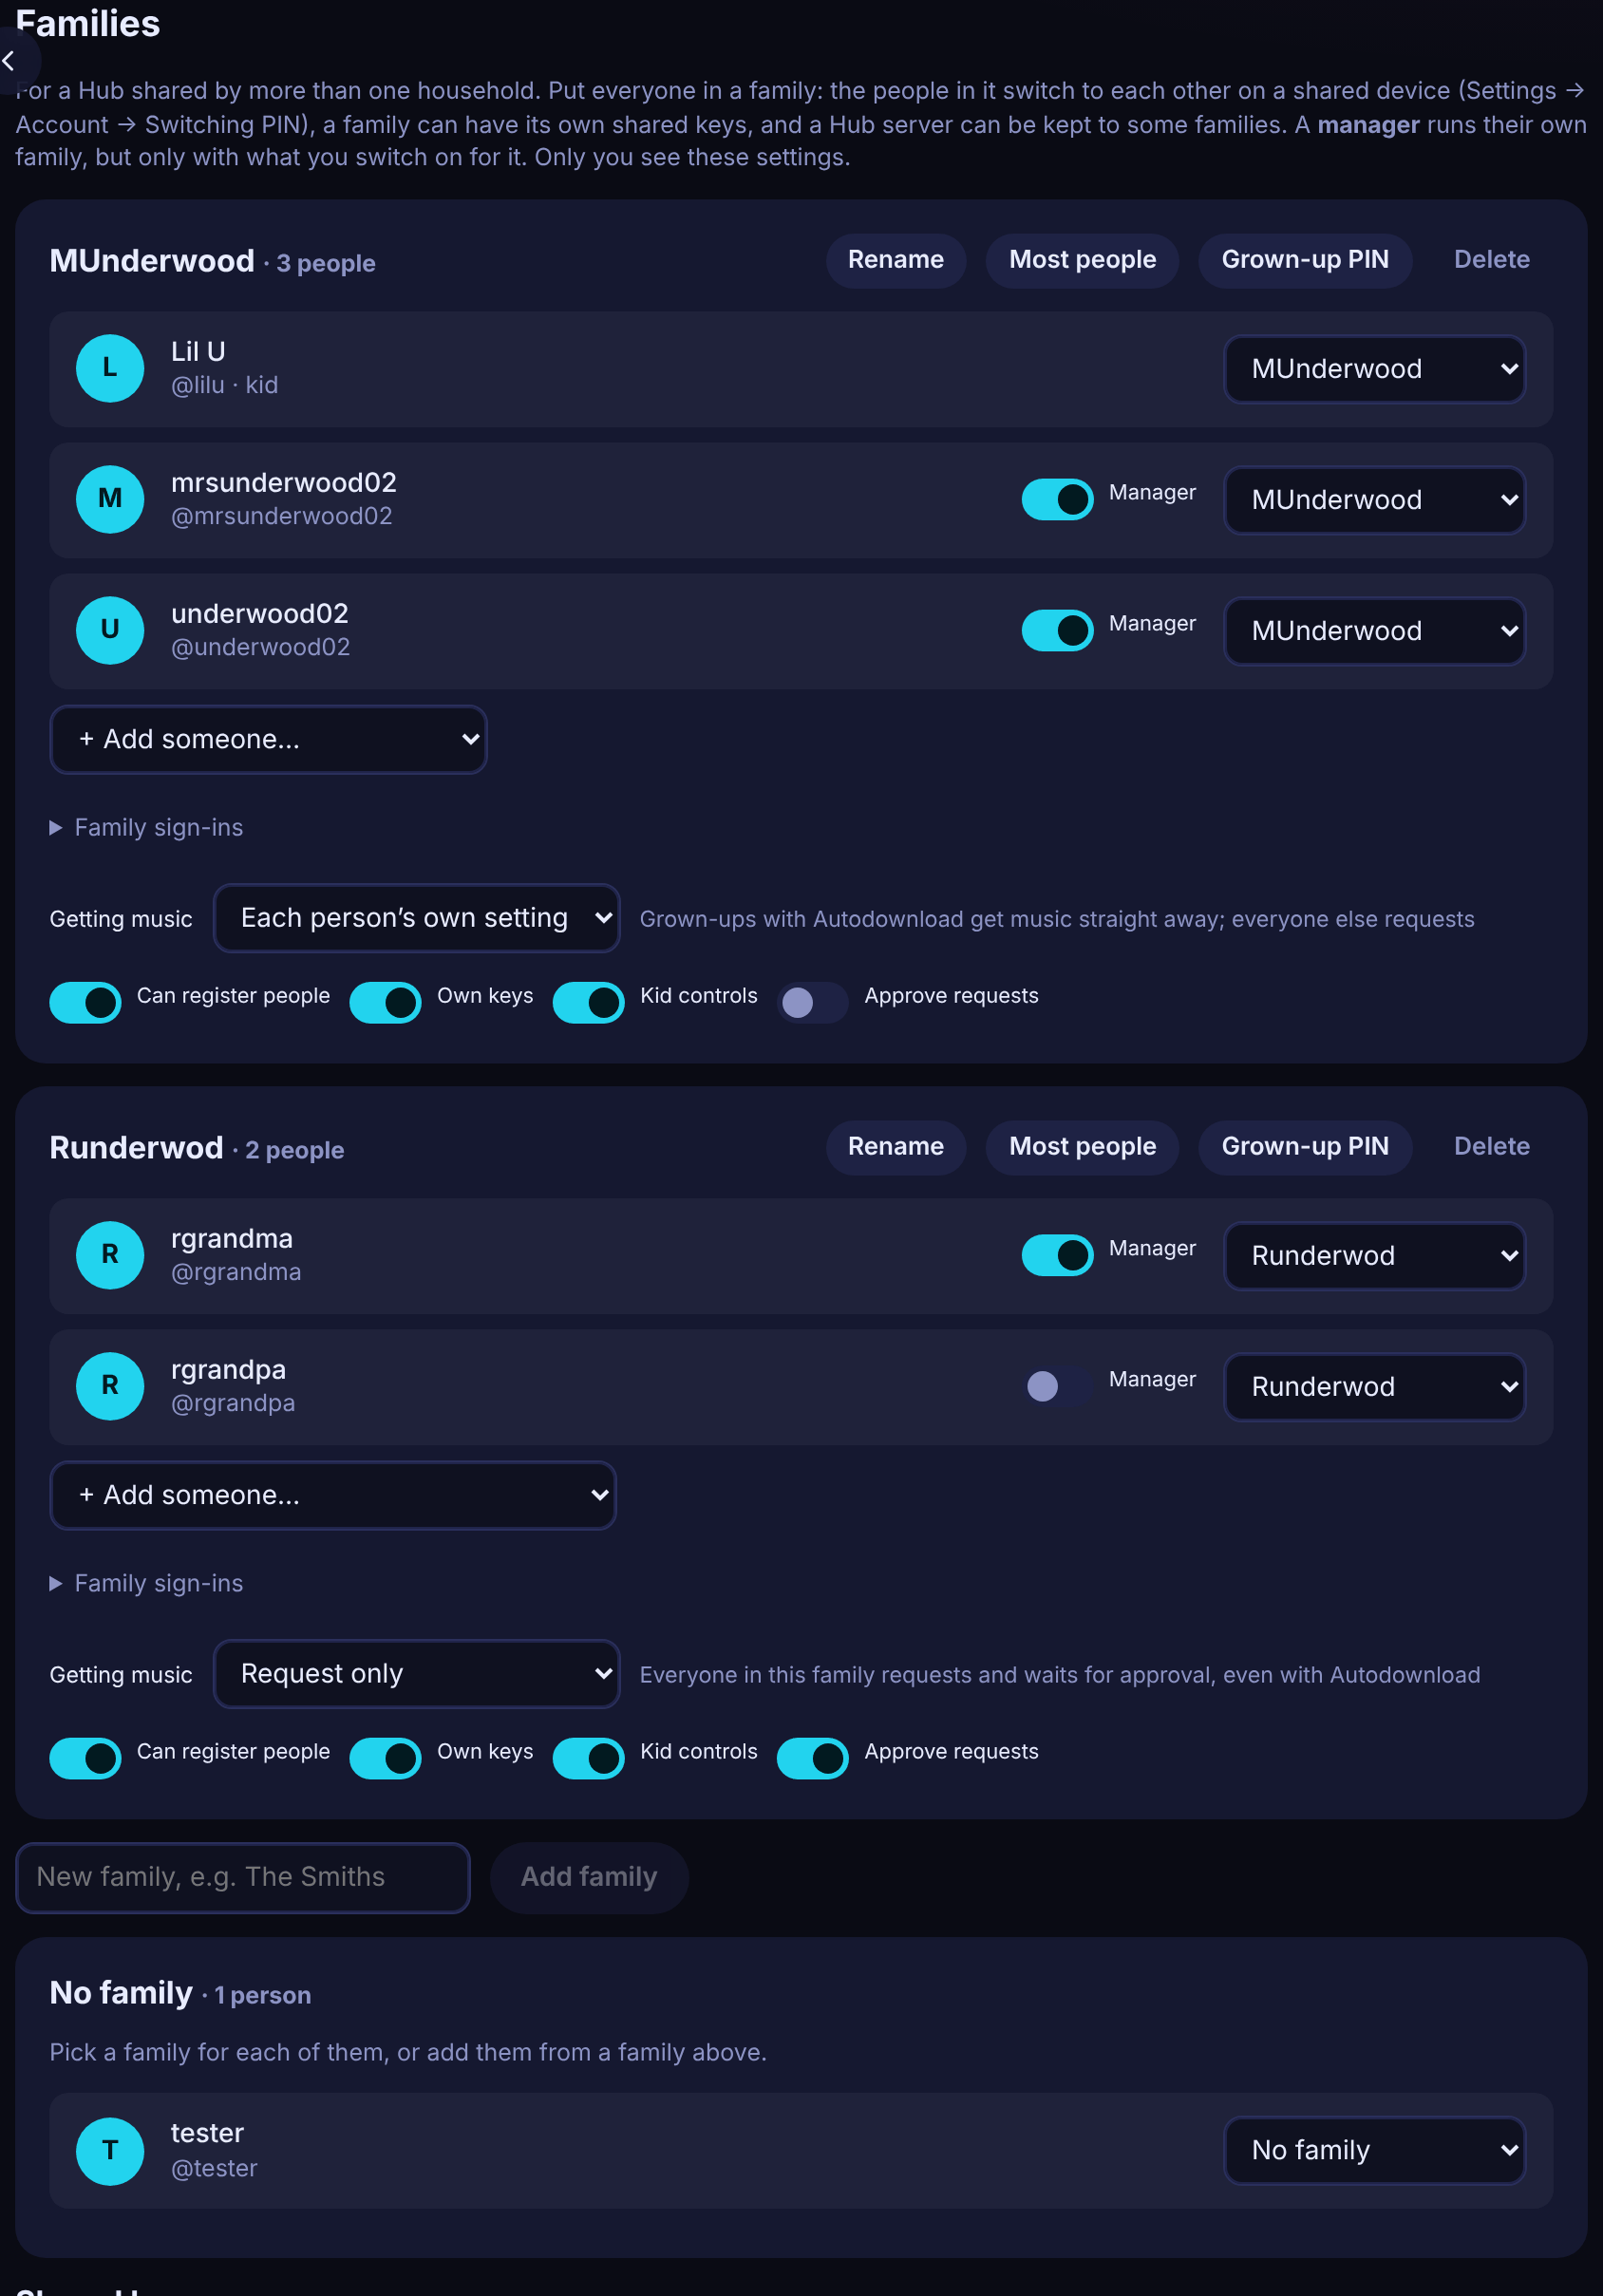 Families
For a Hub shared by more than one household. Put everyone in a family: the people in it switch to each other on a shared device (Settings →
Account → Switching PIN), a family can have its own shared keys, and a Hub server can be kept to some families. A manager runs their own
family, but only with what you switch on for it. Only you see these settings.
MUnderwood · 3 people Rename Most people Grown-up PIN Delete
L Lil U MUnderwood
@lilu · kid
M mrsunderwood02 Manager MUnderwood
@mrsunderwood02
U underwood02 Manager MUnderwood
@underwood02
+ Add someone…
Family sign-ins
Getting music Each person’s own setting Grown-ups with Autodownload get music straight away; everyone else requests
Can register people Own keys Kid controls Approve requests
Runderwod · 2 people Rename Most people Grown-up PIN Delete
R rgrandma Manager Runderwod
@rgrandma
R rgrandpa Manager Runderwod
@rgrandpa
+ Add someone…
Family sign-ins
Getting music Request only Everyone in this family requests and waits for approval, even with Autodownload
Can register people Own keys Kid controls Approve requests
New family, e.g. The Smiths Add family
No family · 1 person
Pick a family for each of them, or add them from a family above.
T tester No family
@tester